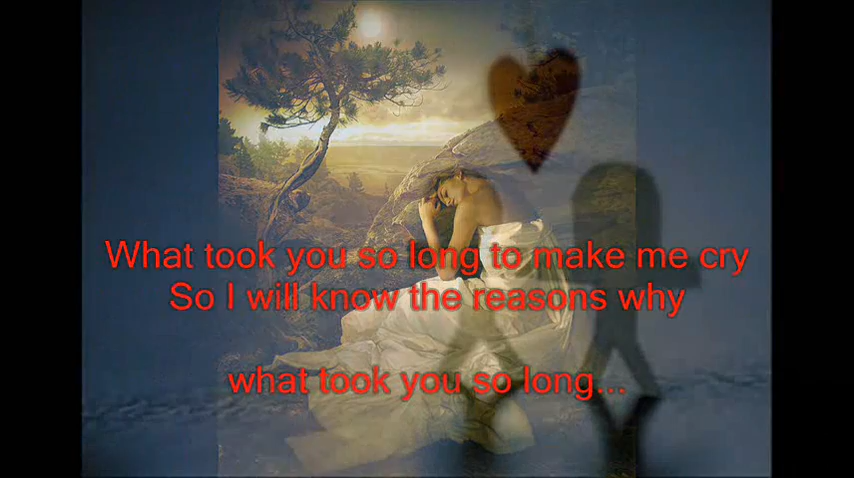 What took you so long to make me cry
So I will know the reasons why
what took you so long...